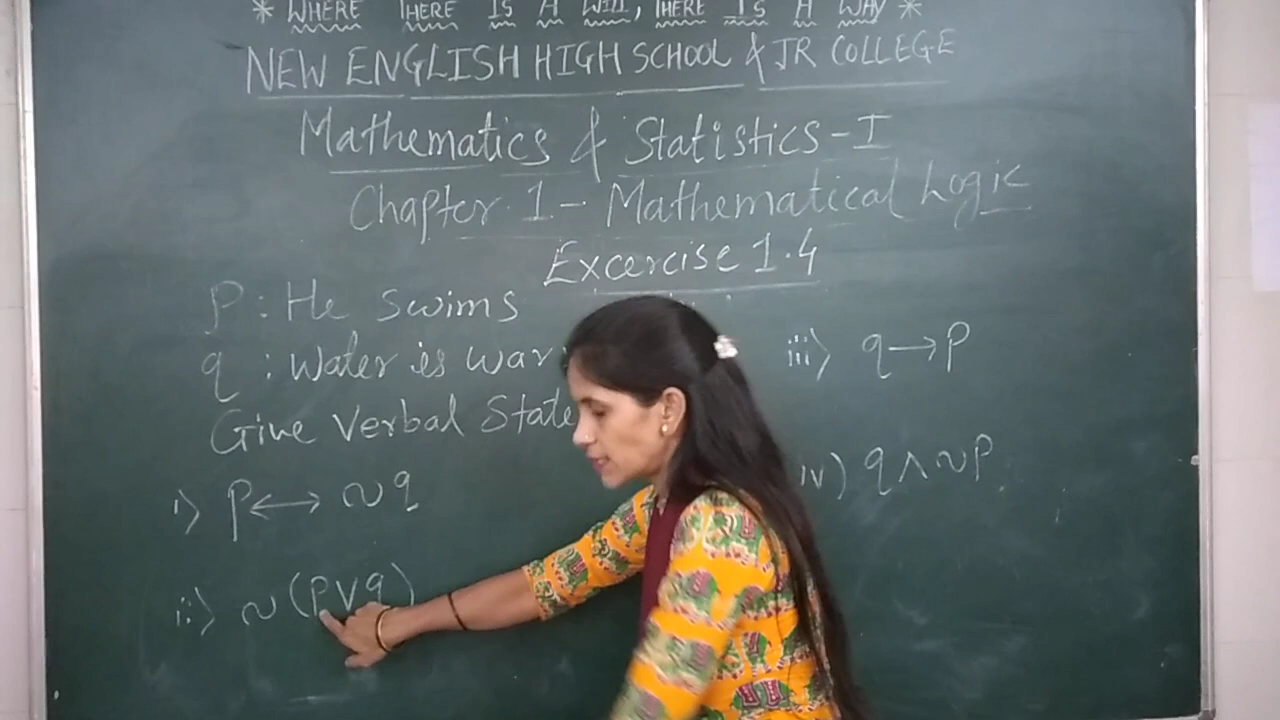 * WHERE THERE IS A WILL, THERE IS A WAY *
NEW ENGLISH HIGH SCHOOL & JR COLLEGE
Mathematics & Statistics-I
Chapter 1 - Mathematical Logic
Excercise 1.4
p : He swims
q : Water is war
Give Verbal State
i) p ↔ ~q
ii) ~(p∨q)
iii) q→p
iv) q∧~p